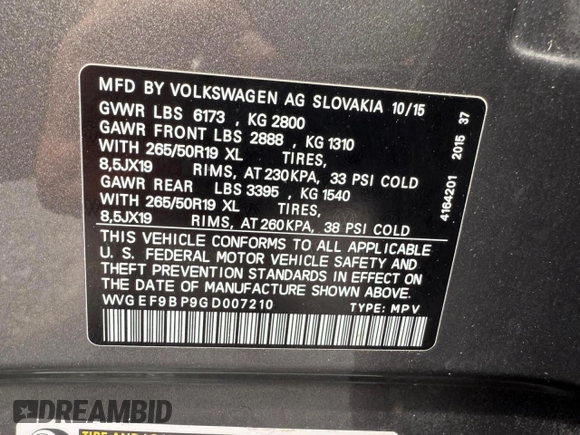 MFD BY VOLKSWAGEN AG SLOVAKIA 10/15
GVWR LBS 6173 , KG 2800
GAWR FRONT LBS 2888 , KG 1310
WITH 265/50R19 XL TIRES,
8,5JX19 RIMS, AT 230KPA, 33 PSI COLD
GAWR REAR LBS 3395 , KG 1540
WITH 265/50R19 XL TIRES,
8,5JX19 RIMS, AT 260KPA, 38 PSI COLD
THIS VEHICLE CONFORMS TO ALL APPLICABLE
U. S. FEDERAL MOTOR VEHICLE SAFETY AND
THEFT PREVENTION STANDARDS IN EFFECT ON
THE DATE OF MANUFACTURE SHOWN ABOVE.
WVGEF9BP9GD007210 TYPE: MPV
4164201 2015 37
DREAMBID
TIRE AND